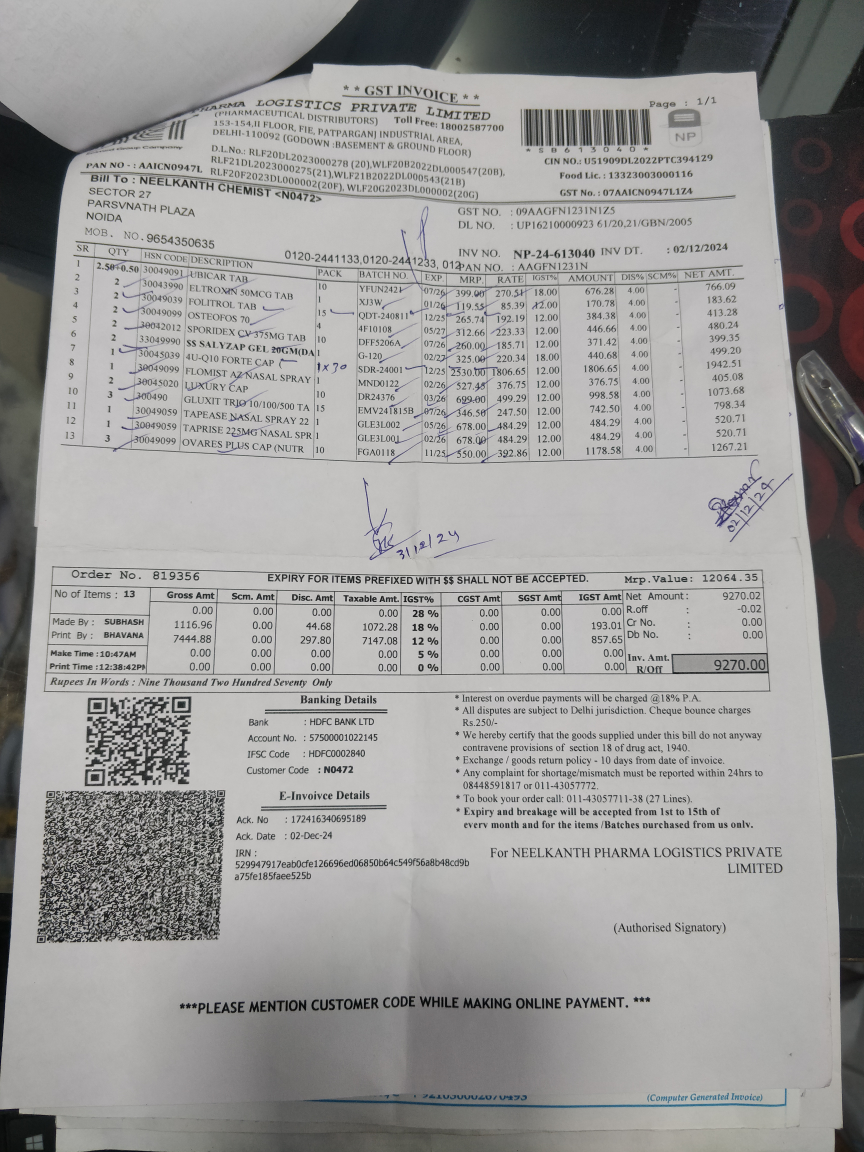 * * GST INVOICE * *
PHARMA LOGISTICS PRIVATE LIMITED
Page : 1/1
(PHARMACEUTICAL DISTRIBUTORS) Toll Free: 18002587700
153-154,II FLOOR, FIE, PATPARGANJ INDUSTRIAL AREA,
DELHI-110092 (GODOWN :BASEMENT & GROUND FLOOR)
* 5 B 6 1 3 0 4 0 *
NP
Group Company
D.L.No.: RLF20DL2023000278 (20),WLF20B2022DL000547(20B),
RLF21DL2023000275(21),WLF21B2022DL000543(21B)
RLF20F2023DL000002(20F), WLF20G2023DL000002(20G)
CIN NO.: U51909DL2022PTC394129
Food Lic. : 13323003000116
PAN NO - : AAICN0947L
GST No. : 07AAICN0947L1Z4
Bill To : NEELKANTH CHEMIST <N0472>
SECTOR 27
PARSVNATH PLAZA
NOIDA
MOB. NO. 9654350635
GST NO. : 09AAGFN1231N1Z5
DL NO. : UP16210000923 61/20,21/GBN/2005
0120-2441133,0120-2441233, 012
INV NO. NP-24-613040 INV DT. : 02/12/2024
PAN NO. : AAGFN1231N
SR QTY HSN CODE DESCRIPTION PACK BATCH NO. EXP. MRP RATE IGST% AMOUNT DIS% SCM% NET AMT.
1 2.50+0.50 30049091 UBICAR TAB 10 YFUN2421 07/26 399.00 270.51 18.00 676.28 4.00 - 766.09
2 2 30043990 ELTROXIN 50MCG TAB 1 XJ3W 01/26 119.55 85.39 12.00 170.78 4.00 - 183.62
3 2 30049039 FOLITROL TAB 15 QDT-240811 12/25 265.74 192.19 12.00 384.38 4.00 - 413.28
4 2 30049099 OSTEOFOS 70 4 4F10108 05/27 312.66 223.33 12.00 446.66 4.00 - 480.24
5 2 30042012 SPORIDEX CV 375MG TAB 10 DFF5206A 07/26 260.00 185.71 12.00 371.42 4.00 - 399.35
6 2 33049990 $$ SALYZAP GEL 20GM(DA 1 G-120 02/27 325.00 220.34 18.00 440.68 4.00 - 499.20
7 1 30045039 4U-Q10 FORTE CAP 1 x 30 SDR-24001 12/25 2530.00 1806.65 12.00 1806.65 4.00 - 1942.51
8 1 30049099 FLOMIST AZ NASAL SPRAY 1 MND0122 02/26 527.45 376.75 12.00 376.75 4.00 - 405.08
9 2 30045020 LUXURY CAP 10 DR24376 03/26 699.00 499.29 12.00 998.58 4.00 - 1073.68
10 3 300490 GLUXIT TRIO 10/100/500 TA 15 EMV241815B 07/26 346.50 247.50 12.00 742.50 4.00 - 798.34
11 1 30049059 TAPEASE NASAL SPRAY 22 1 GLE3L002 05/26 678.00 484.29 12.00 484.29 4.00 - 520.71
12 1 30049059 TAPRISE 225MG NASAL SPR 1 GLE3L001 02/26 678.00 484.29 12.00 484.29 4.00 - 520.71
13 3 30049099 OVARES PLUS CAP (NUTR 10 FGA0118 11/25 550.00 392.86 12.00 1178.58 4.00 - 1267.21
3/12/24
02/12/24
Order No. 819356 EXPIRY FOR ITEMS PREFIXED WITH $$ SHALL NOT BE ACCEPTED. Mrp.Value: 12064.35
No of Items : 13 Gross Amt Scm. Amt Disc. Amt Taxable. Amt IGST% CGST Amt SGST Amt IGST Amt Net Amount: 9270.02
0.00 0.00 0.00 0.00 28 % 0.00 0.00 0.00 R.off : -0.02
Made By : SUBHASH 1116.96 0.00 44.68 1072.28 18 % 0.00 0.00 193.01 Cr No. : 0.00
Print By : BHAVANA 7444.88 0.00 297.80 7147.08 12 % 0.00 0.00 857.65 Db No. : 0.00
Make Time :10:47AM 0.00 0.00 0.00 0.00 5 % 0.00 0.00 0.00 Inv. Amt.
Print Time :12:38:42PM 0.00 0.00 0.00 0.00 0 % 0.00 0.00 0.00 R/Off 9270.00
Rupees In Words : Nine Thousand Two Hundred Seventy Only
Banking Details
Bank : HDFC BANK LTD
Account No. : 57500001022145
IFSC Code : HDFC0002840
Customer Code : N0472
E-Invoivce Details
Ack. No : 172416340695189
Ack. Date : 02-Dec-24
IRN :
529947917eab0cfe126696ed06850b64c549f56a8b48cd9b
a75fe185faee525b
* Interest on overdue payments will be charged @18% P.A.
* All disputes are subject to Delhi jurisdiction. Cheque bounce charges
Rs.250/-
* We hereby certify that the goods supplied under this bill do not anyway
contravene provisions of section 18 of drug act, 1940.
* Exchange / goods return policy - 10 days from date of invoice.
* Any complaint for shortage/mismatch must be reported within 24hrs to
08448591817 or 011-43057772.
* To book your order call: 011-43057711-38 (27 Lines).
* Expiry and breakage will be accepted from 1st to 15th of
every month and for the items /Batches purchased from us only.
For NEELKANTH PHARMA LOGISTICS PRIVATE
LIMITED
(Authorised Signatory)
***PLEASE MENTION CUSTOMER CODE WHILE MAKING ONLINE PAYMENT. ***
(Computer Generated Invoice)